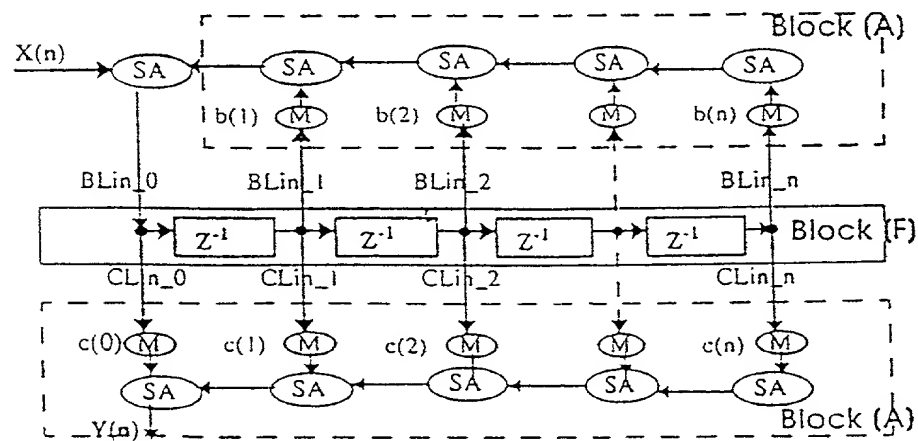 Block (A)
X(n)
SA SA SA SA SA
b(1) M b(2) M M b(n) M
BLin_0 BLin_1 BLin_2 BLin_n
Z-1 Z-1 Z-1 Z-1 Block (F)
CLin_0 CLin_1 CLin_2 CLin_n
c(0) M c(1) M c(2) M M c(n) M
SA SA SA SA SA
Block (A)
Y(n)